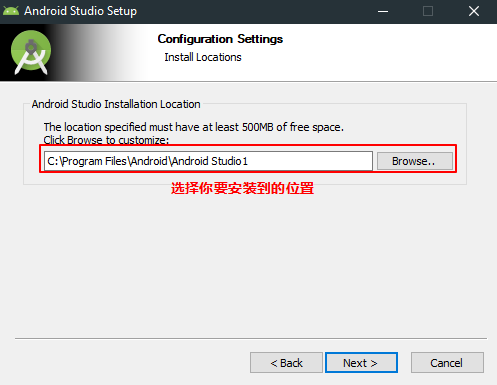 Android Studio Setup
Configuration Settings
Install Locations
Android Studio Installation Location
The location specified must have at least 500MB of free space.
Click Browse to customize:
C:\Program Files\Android\Android Studio1
Browse..
选择你要安装到的位置
< Back
Next >
Cancel